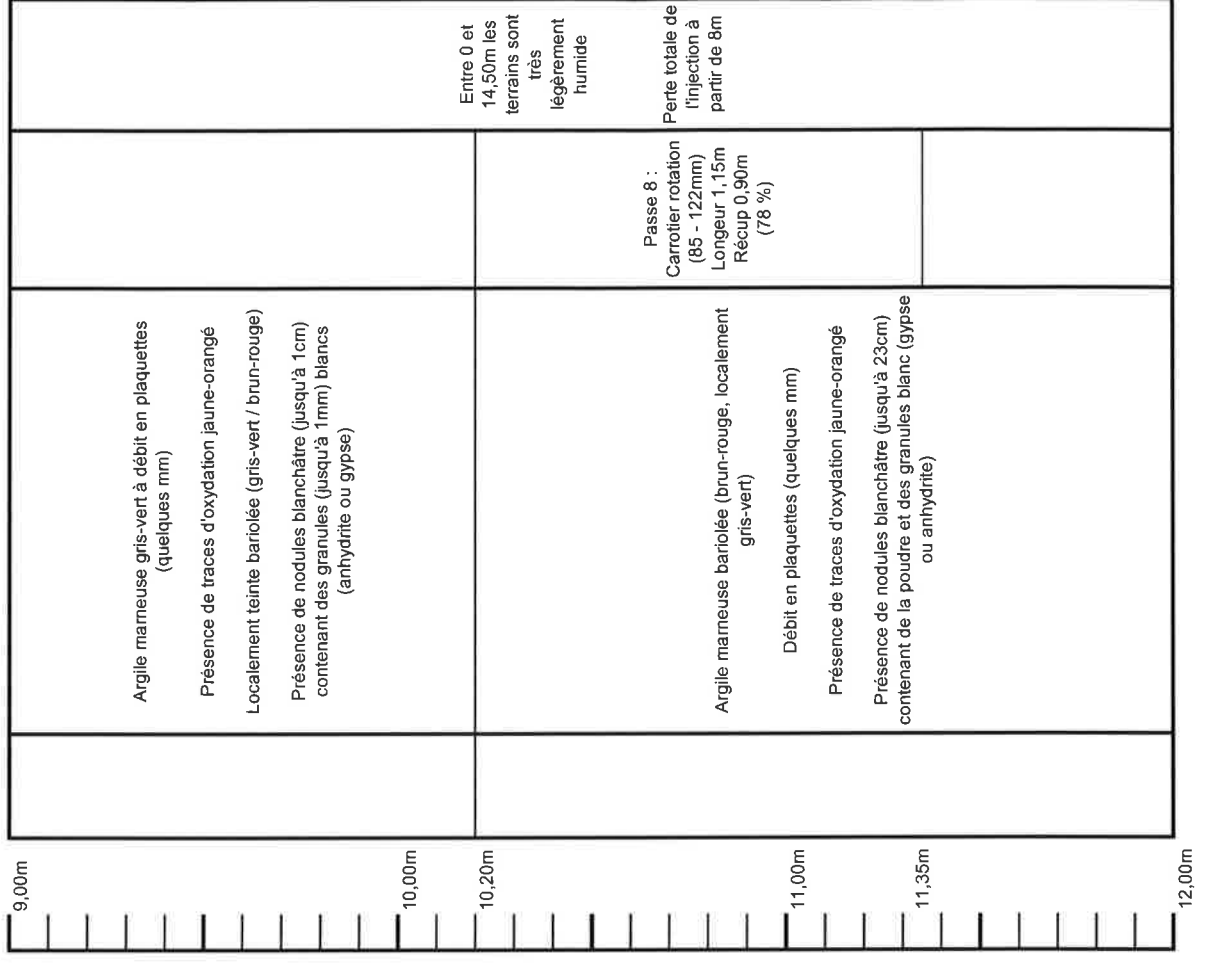 9,00m
10,00m
10,20m
11,00m
11,35m
12,00m
Argile marneuse gris-vert à débit en plaquettes
(quelques mm)
Présence de traces d'oxydation jaune-orangé
Localement teinte bariolée (gris-vert / brun-rouge)
Présence de nodules blanchâtre (jusqu'à 1cm)
contenant des granules (jusqu'à 1mm) blancs
(anhydrite ou gypse)
Argile marneuse bariolée (brun-rouge, localement
gris-vert)
Débit en plaquettes (quelques mm)
Présence de traces d'oxydation jaune-orangé
Présence de nodules blanchâtre (jusqu'à 23cm)
contenant de la poudre et des granules blanc (gypse
ou anhydrite)
Passe 8 :
Carrotier rotation
(85 - 122mm)
Longeur 1,15m
Récup 0,90m
(78 %)
Entre 0 et
14,50m les
terrains sont
très
légèrement
humide
Perte totale de
l'injection à
partir de 8m